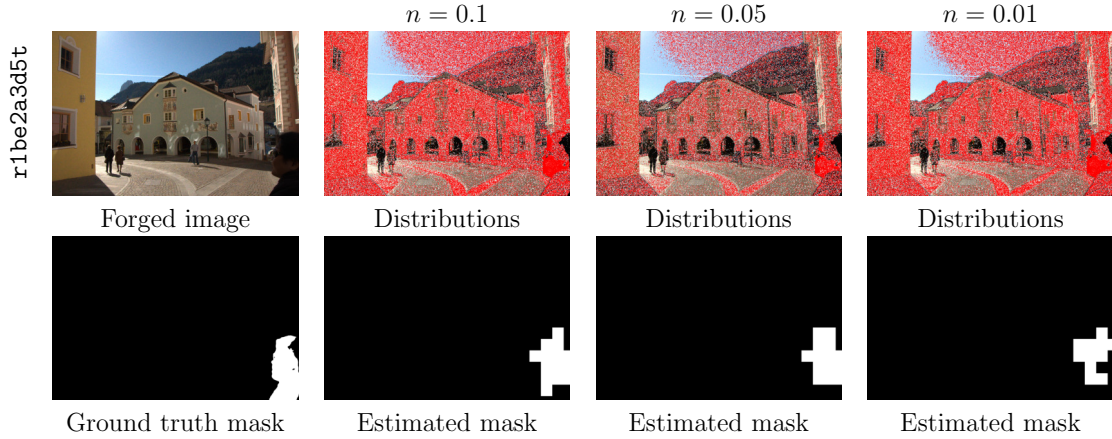 n = 0.1
n = 0.05
n = 0.01
r1be2a3d5t
Forged image
Distributions
Distributions
Distributions
Ground truth mask
Estimated mask
Estimated mask
Estimated mask